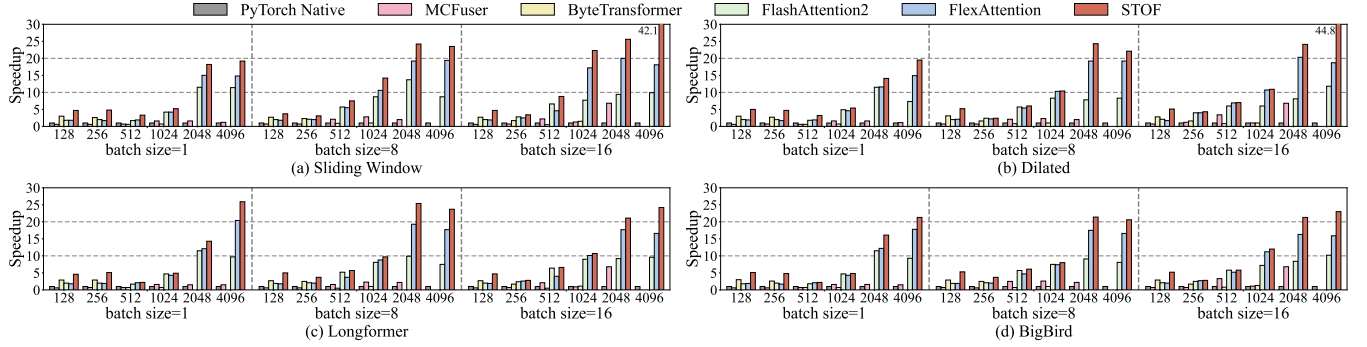 PyTorch Native MCFuser ByteTransformer FlashAttention2 FlexAttention STOF
Speedup
30
25
20
15
10
5
0
42.1
128 256 512 1024 2048 4096 128 256 512 1024 2048 4096 128 256 512 1024 2048 4096
batch size=1 batch size=8 batch size=16
(a) Sliding Window
Speedup
30
25
20
15
10
5
0
44.8
128 256 512 1024 2048 4096 128 256 512 1024 2048 4096 128 256 512 1024 2048 4096
batch size=1 batch size=8 batch size=16
(b) Dilated
Speedup
30
25
20
15
10
5
0
128 256 512 1024 2048 4096 128 256 512 1024 2048 4096 128 256 512 1024 2048 4096
batch size=1 batch size=8 batch size=16
(c) Longformer
Speedup
30
25
20
15
10
5
0
128 256 512 1024 2048 4096 128 256 512 1024 2048 4096 128 256 512 1024 2048 4096
batch size=1 batch size=8 batch size=16
(d) BigBird